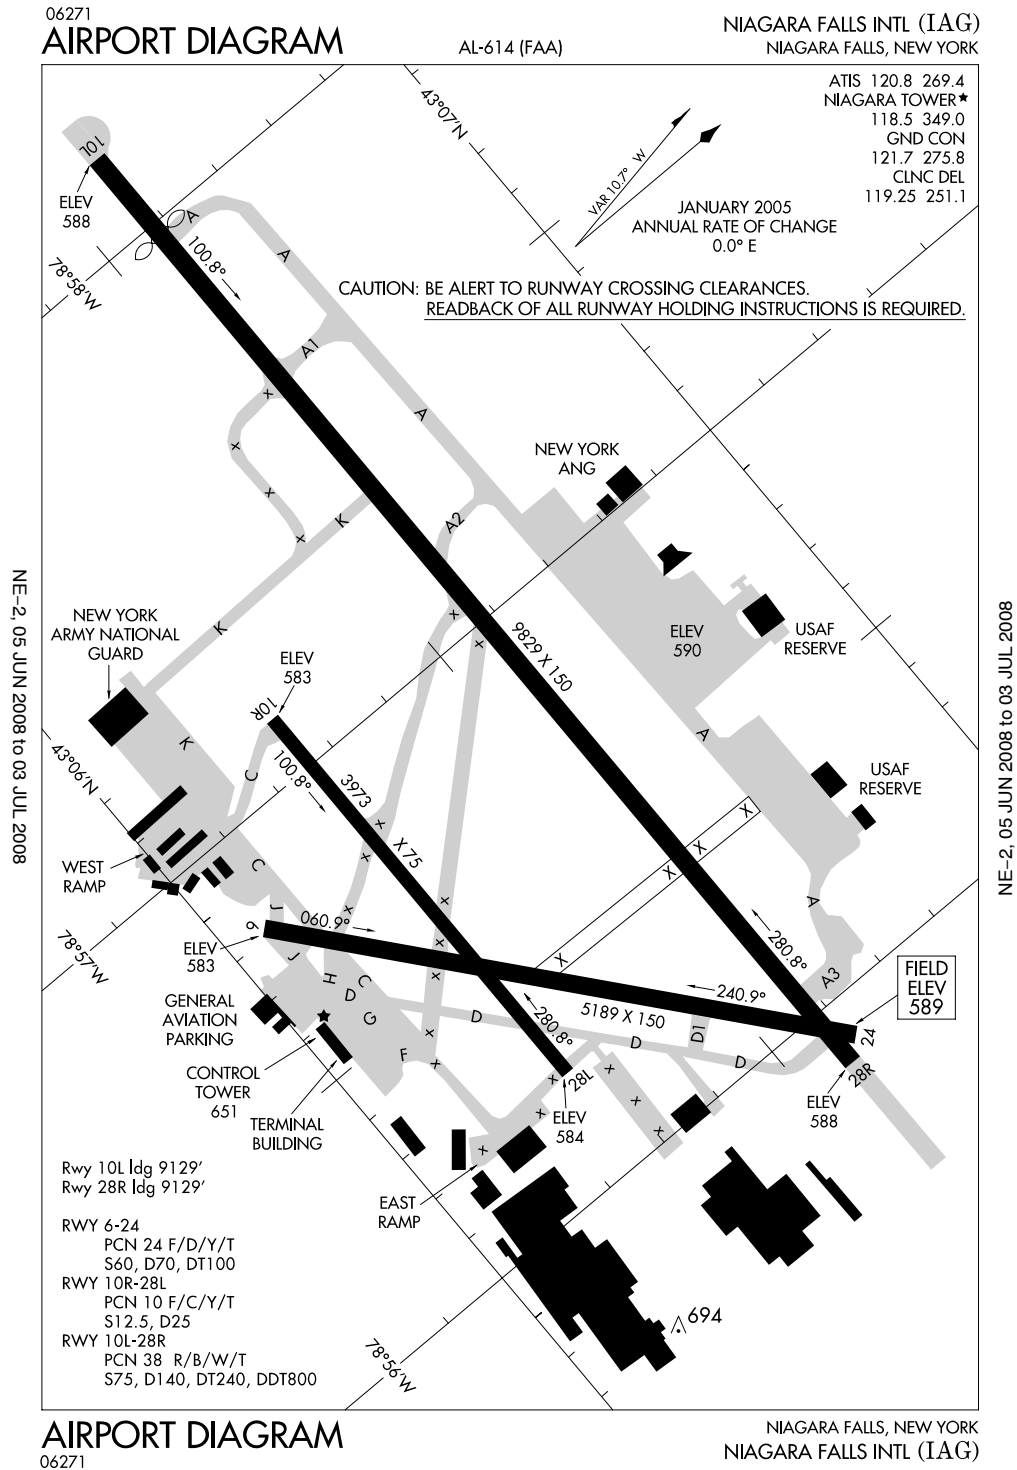 06271
AIRPORT DIAGRAM
AL-614 (FAA)
NIAGARA FALLS INTL (IAG)
NIAGARA FALLS, NEW YORK
ATIS 120.8 269.4
NIAGARA TOWER★
118.5 349.0
GND CON
121.7 275.8
CLNC DEL
119.25 251.1
43°07'N
VAR 10.7° W
JANUARY 2005
ANNUAL RATE OF CHANGE
0.0° E
10L
ELEV
588
A
100.8°
A
78°58'W
CAUTION: BE ALERT TO RUNWAY CROSSING CLEARANCES.
READBACK OF ALL RUNWAY HOLDING INSTRUCTIONS IS REQUIRED.
A1
x
A
x
NEW YORK
ANG
x
K
A2
x
NE-2, 05 JUN 2008 to 03 JUL 2008
NE-2, 05 JUN 2008 to 03 JUL 2008
NEW YORK
ARMY NATIONAL
GUARD
K
x
x
9829 X 150
ELEV
590
USAF
RESERVE
ELEV
583
10R
K
C
100.8°
3973 X 75
A
43°06'N
USAF
RESERVE
x
x
X
X
X
WEST
RAMP
C
J
6
060.9°
x
x
x
x
A
280.8°
78°57'W
ELEV
583
J
H
C
D
G
X
240.9°
A3
FIELD
ELEV
589
GENERAL
AVIATION
PARKING
D
280.8°
5189 X 150
D1
D
D
24
x
F
x
CONTROL
TOWER
651
TERMINAL
BUILDING
28L
x
x
x
x
x
28R
ELEV
584
ELEV
588
x
EAST
RAMP
Rwy 10L ldg 9129'
Rwy 28R ldg 9129'
RWY 6-24
PCN 24 F/D/Y/T
S60, D70, DT100
RWY 10R-28L
PCN 10 F/C/Y/T
S12.5, D25
RWY 10L-28R
PCN 38 R/B/W/T
S75, D140, DT240, DDT800
694
78°56'W
AIRPORT DIAGRAM
06271
NIAGARA FALLS, NEW YORK
NIAGARA FALLS INTL (IAG)